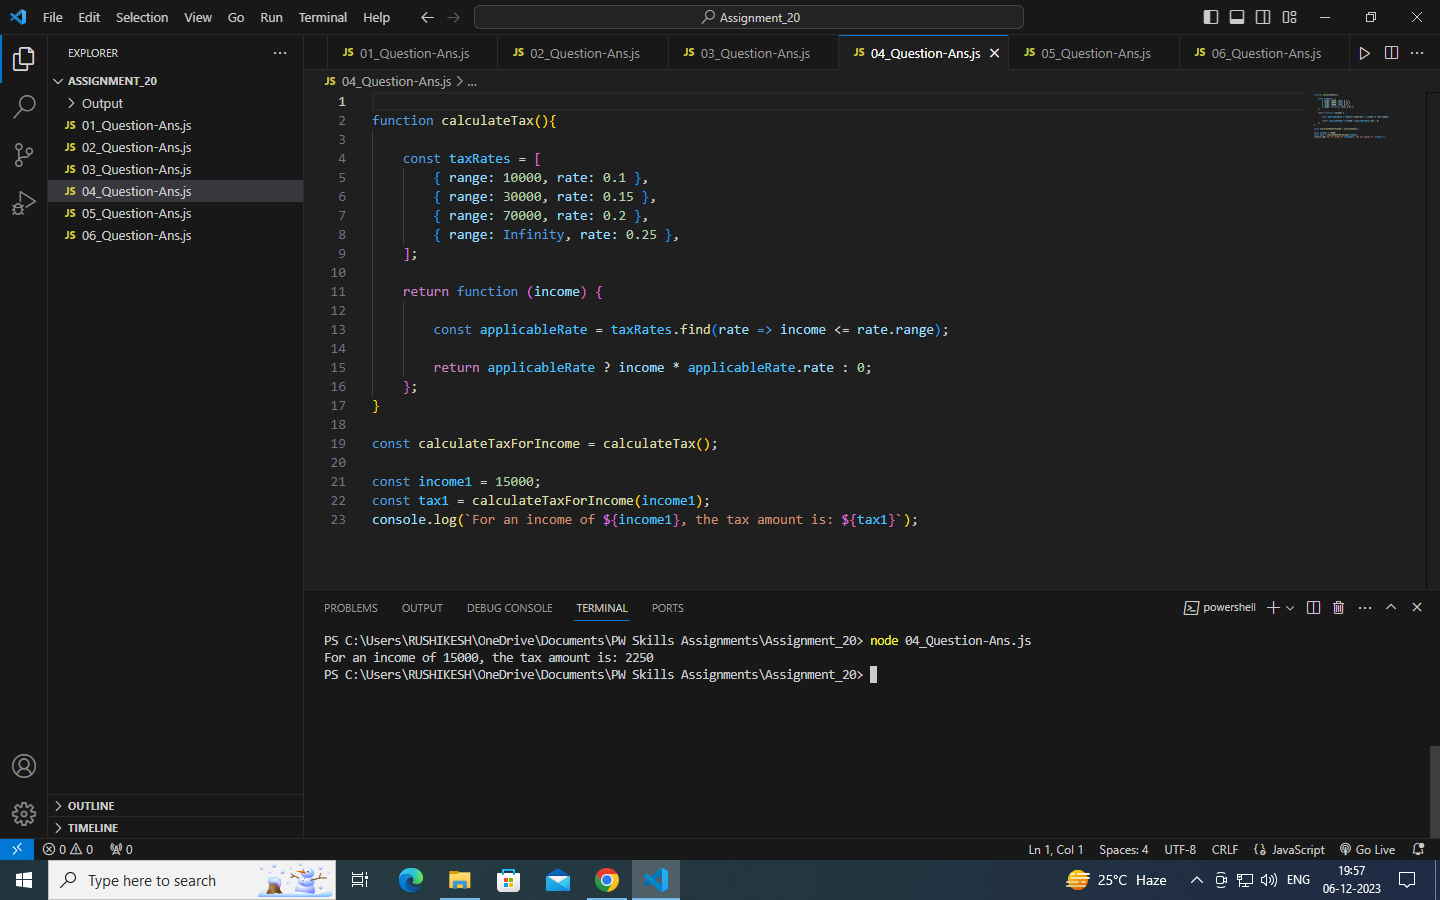 File Edit Selection View Go Run Terminal Help Assignment_20
EXPLORER
ASSIGNMENT_20
Output
JS 01_Question-Ans.js
JS 02_Question-Ans.js
JS 03_Question-Ans.js
JS 04_Question-Ans.js
JS 05_Question-Ans.js
JS 06_Question-Ans.js
OUTLINE
TIMELINE
JS 01_Question-Ans.js JS 02_Question-Ans.js JS 03_Question-Ans.js JS 04_Question-Ans.js JS 05_Question-Ans.js JS 06_Question-Ans.js
JS 04_Question-Ans.js > ...
1
2 function calculateTax(){
3
4 const taxRates = [
5 { range: 10000, rate: 0.1 },
6 { range: 30000, rate: 0.15 },
7 { range: 70000, rate: 0.2 },
8 { range: Infinity, rate: 0.25 },
9 ];
10
11 return function (income) {
12
13 const applicableRate = taxRates.find(rate => income <= rate.range);
14
15 return applicableRate ? income * applicableRate.rate : 0;
16 };
17 }
18
19 const calculateTaxForIncome = calculateTax();
20
21 const income1 = 15000;
22 const tax1 = calculateTaxForIncome(income1);
23 console.log(`For an income of ${income1}, the tax amount is: ${tax1}`);
PROBLEMS OUTPUT DEBUG CONSOLE TERMINAL PORTS powershell
PS C:\Users\RUSHIKESH\OneDrive\Documents\PW Skills Assignments\Assignment_20> node 04_Question-Ans.js
For an income of 15000, the tax amount is: 2250
PS C:\Users\RUSHIKESH\OneDrive\Documents\PW Skills Assignments\Assignment_20>
0 0 0 Ln 1, Col 1 Spaces: 4 UTF-8 CRLF JavaScript Go Live
Type here to search 25°C Haze ENG 19:57
06-12-2023